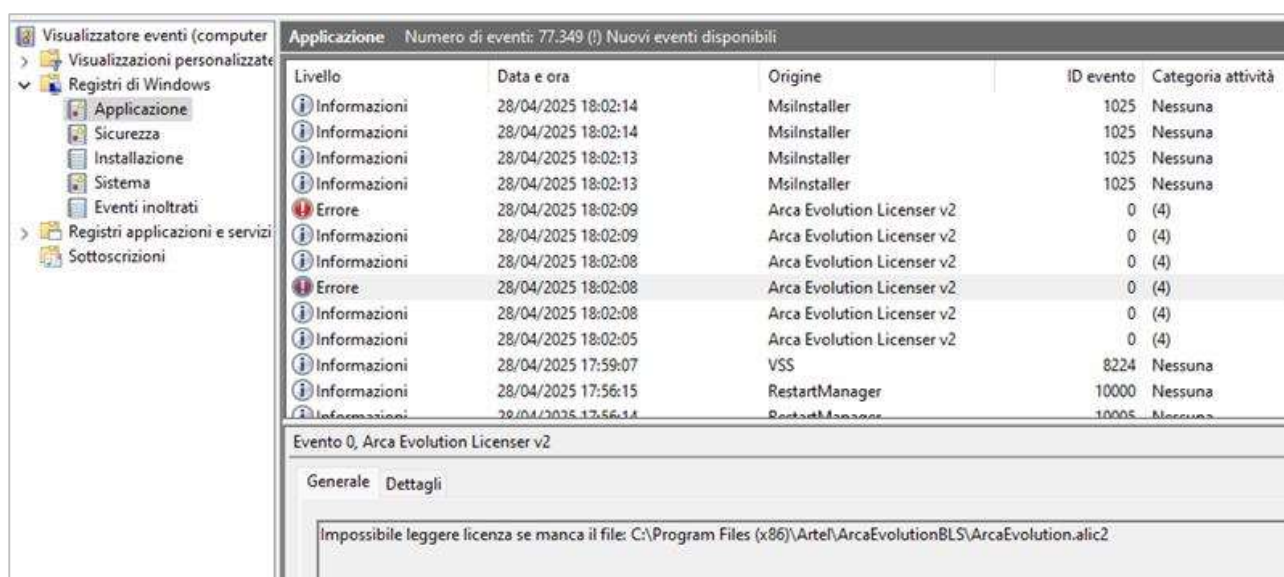 Visualizzatore eventi (computer
Visualizzazioni personalizzate
Registri di Windows
Applicazione
Sicurezza
Installazione
Sistema
Eventi inoltrati
Registri applicazioni e servizi
Sottoscrizioni
Applicazione Numero di eventi: 77.349 (!) Nuovi eventi disponibili
Livello Data e ora Origine ID evento Categoria attività
Informazioni 28/04/2025 18:02:14 MsiInstaller 1025 Nessuna
Informazioni 28/04/2025 18:02:14 MsiInstaller 1025 Nessuna
Informazioni 28/04/2025 18:02:13 MsiInstaller 1025 Nessuna
Informazioni 28/04/2025 18:02:13 MsiInstaller 1025 Nessuna
Errore 28/04/2025 18:02:09 Arca Evolution Licenser v2 0 (4)
Informazioni 28/04/2025 18:02:09 Arca Evolution Licenser v2 0 (4)
Informazioni 28/04/2025 18:02:08 Arca Evolution Licenser v2 0 (4)
Errore 28/04/2025 18:02:08 Arca Evolution Licenser v2 0 (4)
Informazioni 28/04/2025 18:02:08 Arca Evolution Licenser v2 0 (4)
Informazioni 28/04/2025 18:02:05 Arca Evolution Licenser v2 0 (4)
Informazioni 28/04/2025 17:59:07 VSS 8224 Nessuna
Informazioni 28/04/2025 17:56:15 RestartManager 10000 Nessuna
Informazioni 28/04/2025 17:56:14 RestartManager 10005 Nessuna
Evento 0, Arca Evolution Licenser v2
Generale Dettagli
Impossibile leggere licenza se manca il file: C:\Program Files (x86)\Artel\ArcaEvolutionBLS\ArcaEvolution.alic2